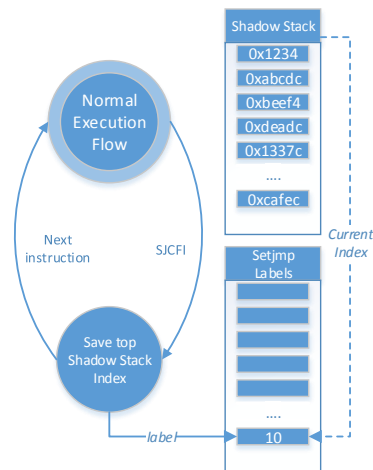 Shadow Stack
0x1234
0xabcdc
0xbeef4
0xdeadc
0x1337c
....
0xcafec
Normal
Execution
Flow
Next
instruction
SJCFI
Current
Index
Setjmp
Labels
Save top
Shadow Stack
Index
....
label
10